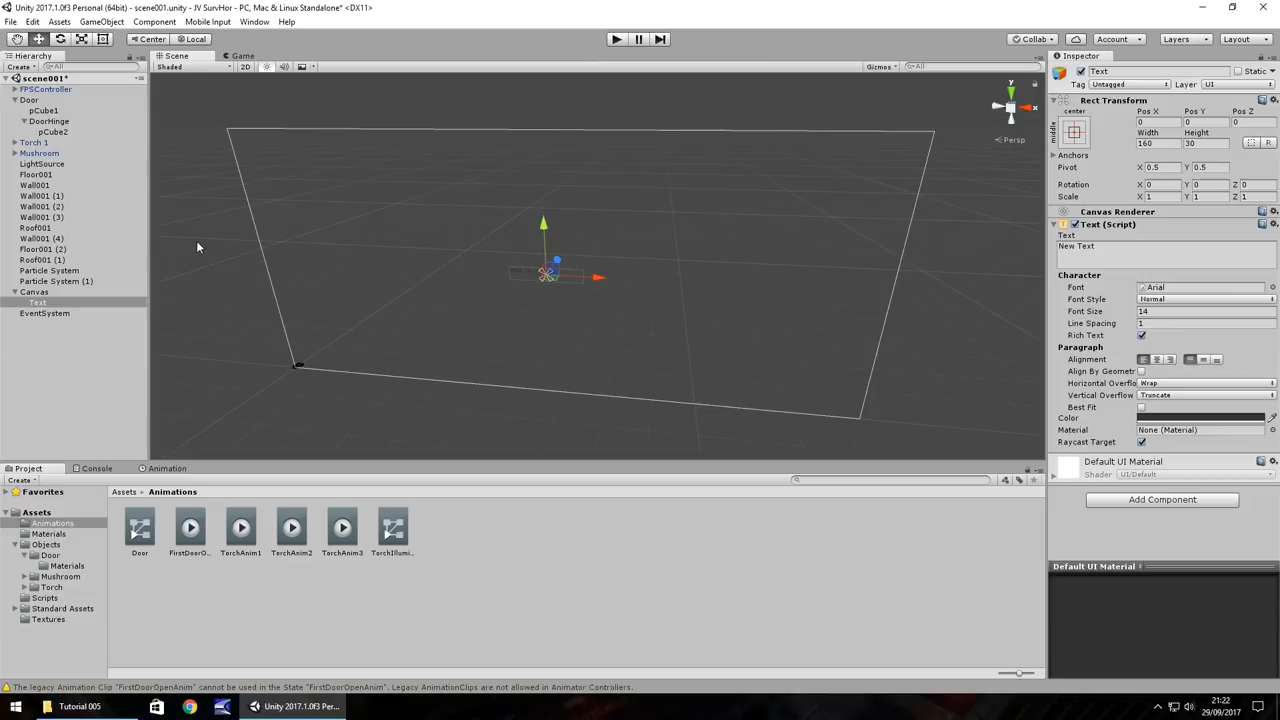 Unity 2017.1.0f3 Personal (64bit) - scene001.unity - JV SurvHor - PC, Mac & Linux Standalone* <DX11>
File Edit Assets GameObject Component Mobile Input Window Help
Center Local Collab Account Layers Layout
Hierarchy
Create All
scene001*
FPSController
Door
pCube1
DoorHinge
pCube2
Torch 1
Mushroom
LightSource
Floor001
Wall001
Wall001 (1)
Wall001 (2)
Wall001 (3)
Roof001
Wall001 (4)
Floor001 (2)
Roof001 (1)
Particle System
Particle System (1)
Canvas
Text
EventSystem
Scene Game
Shaded 2D Gizmos All
y
x
Persp
Inspector
Text Static
Tag Untagged Layer UI
Rect Transform
center Pos X Pos Y Pos Z
middle 0 0 0
Width Height
160 30 R
Anchors
Pivot X 0.5 Y 0.5
Rotation X 0 Y 0 Z 0
Scale X 1 Y 1 Z 1
Canvas Renderer
Text (Script)
Text
New Text
Character
Font Arial
Font Style Normal
Font Size 14
Line Spacing 1
Rich Text
Paragraph
Alignment
Align By Geometr
Horizontal Overflo Wrap
Vertical Overflow Truncate
Best Fit
Color
Material None (Material)
Raycast Target
Default UI Material
Shader UI/Default
Add Component
Default UI Material
Project Console Animation
Create
Favorites
Assets
Animations
Materials
Objects
Door
Materials
Mushroom
Torch
Scripts
Standard Assets
Textures
Assets Animations
Door FirstDoorO... TorchAnim1 TorchAnim2 TorchAnim3 TorchIllumi...
The legacy Animation Clip "FirstDoorOpenAnim" cannot be used in the State "FirstDoorOpenAnim". Legacy AnimationClips are not allowed in Animator Controllers.
Tutorial 005 Unity 2017.1.0f3 Per...
21:22
29/09/2017